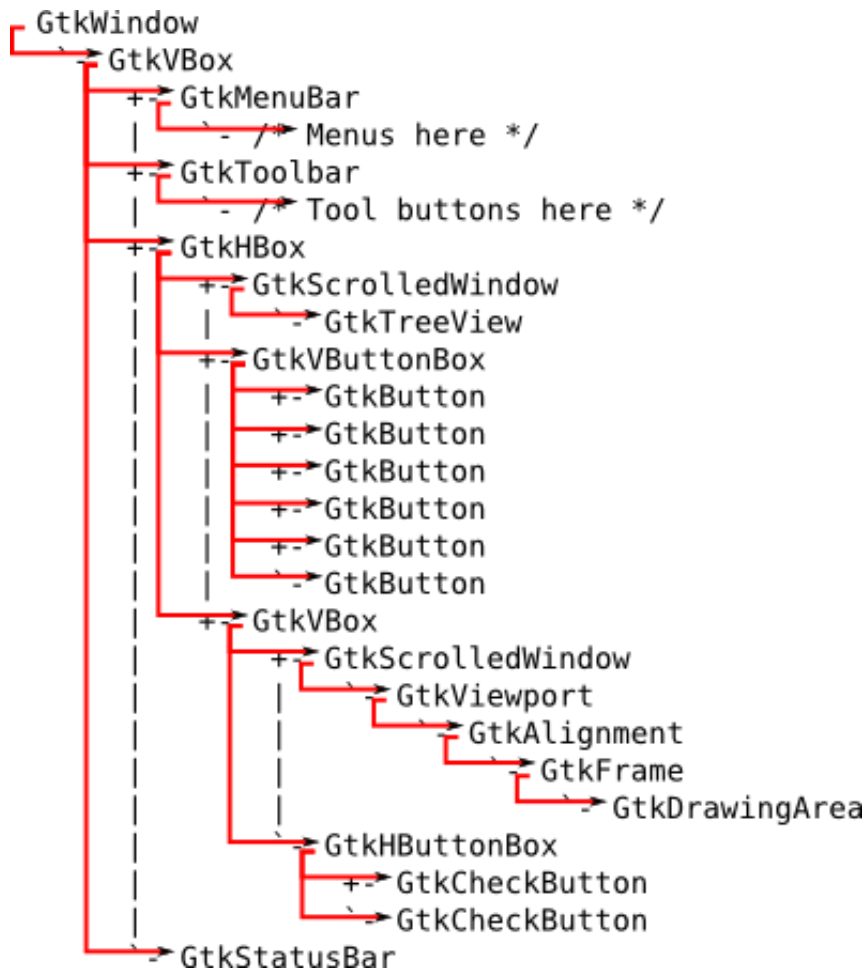 GtkWindow
`- GtkVBox
+- GtkMenuBar
| `- /* Menus here */
+- GtkToolbar
| `- /* Tool buttons here */
+- GtkHBox
| +- GtkScrolledWindow
| | `- GtkTreeView
| +- GtkVButtonBox
| | +- GtkButton
| | +- GtkButton
| | +- GtkButton
| | +- GtkButton
| | +- GtkButton
| | `- GtkButton
| +- GtkVBox
| +- GtkScrolledWindow
| | `- GtkViewport
| | `- GtkAlignment
| | `- GtkFrame
| | `- GtkDrawingArea
| `- GtkHButtonBox
| +- GtkCheckButton
| `- GtkCheckButton
`- GtkStatusBar